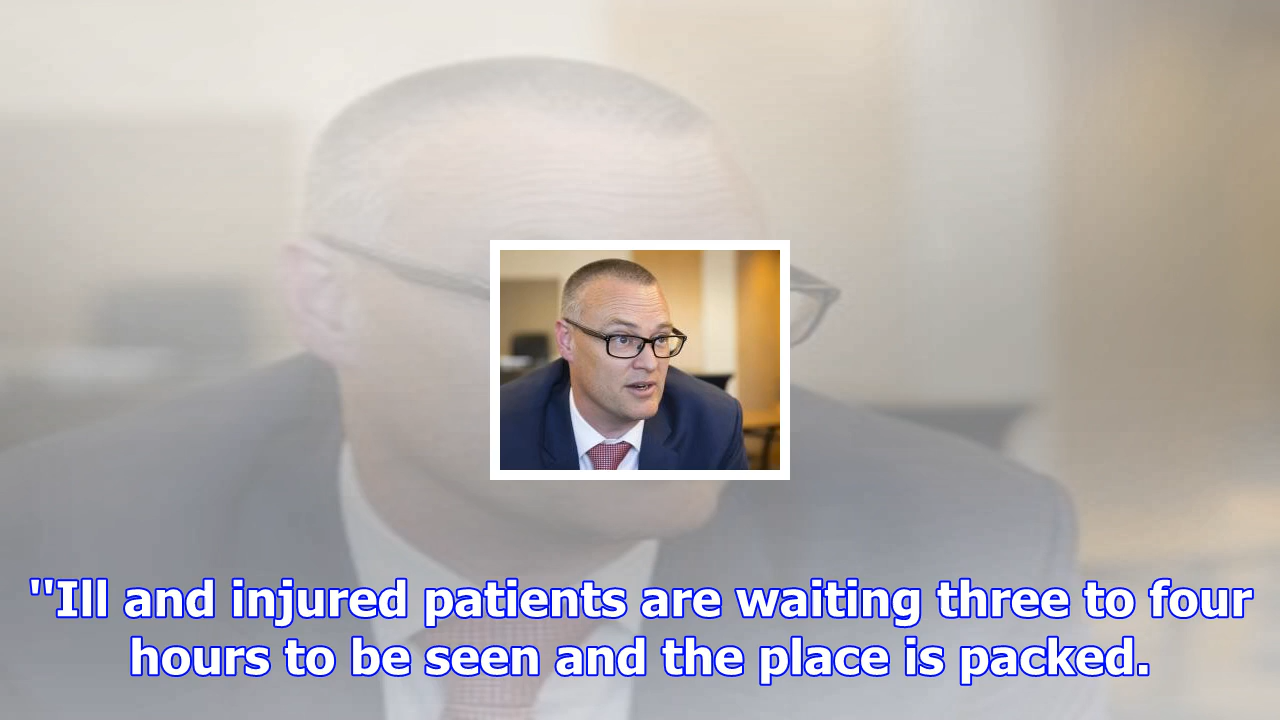 "Ill and injured patients are waiting three to four
hours to be seen and the place is packed.